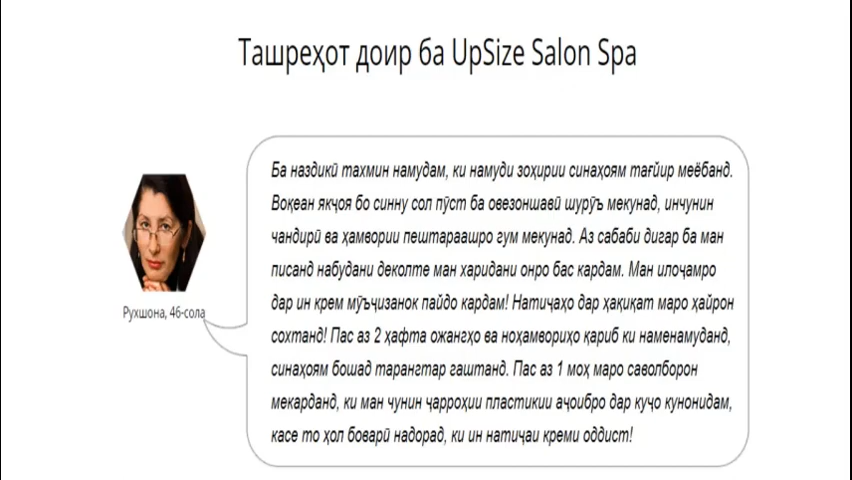 Ташреҳот доир ба UpSize Salon Spa
Ба наздикӣ тахмин намудам, ки намуди зоҳирии синаҳоям тағйир меёбанд.
Воқеан якҷоя бо синну сол пӯст ба овезоншавӣ шурӯъ мекунад, инчунин
чандирӣ ва ҳамвории пештараашро гум мекунад. Аз сабаби дигар ба ман
писанд набудани деколте ман харидани онро бас кардам. Ман илоҷамро
дар ин крем мӯъҷизанок пайдо кардам! Натиҷаҳо дар ҳақиқат маро ҳайрон
сохтанд! Пас аз 2 ҳафта ожангҳо ва ноҳамвориҳо қариб ки наменамуданд,
синаҳоям бошад тарангтар гаштанд. Пас аз 1 моҳ маро саволборон
мекарданд, ки ман чунин ҷарроҳии пластикии аҷоибро дар куҷо кунонидам,
касе то ҳол боварӣ надорад, ки ин натиҷаи креми оддист!
Рухшона, 46-сола